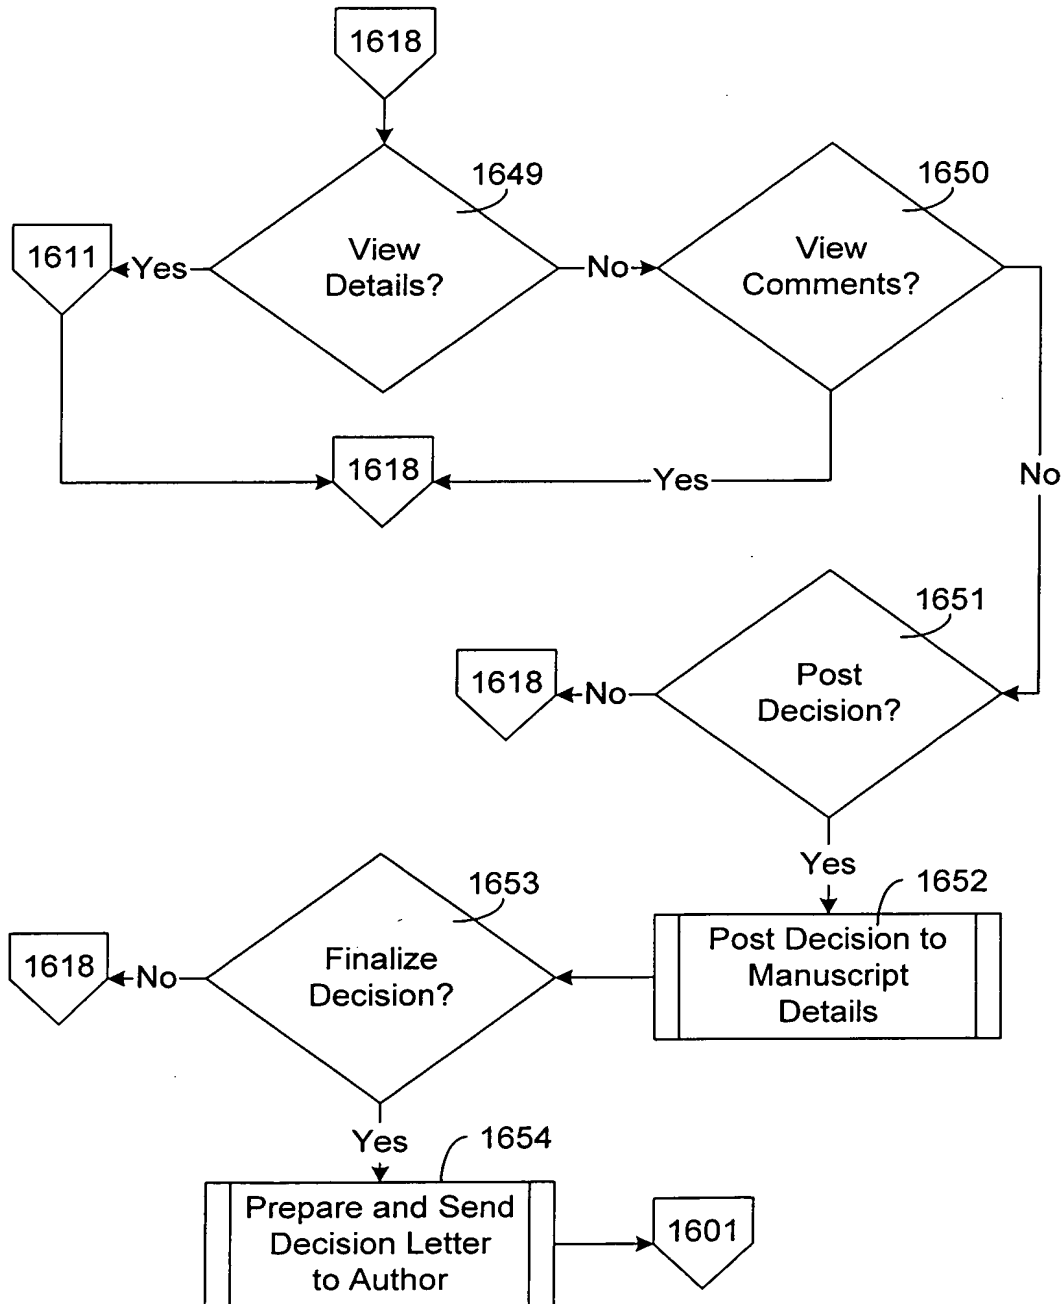 1618
1649
View
Details?
1650
View
Comments?
1611
Yes
No
1618
Yes
No
1651
Post
Decision?
1618
No
Yes
1652
Post Decision to
Manuscript
Details
1653
Finalize
Decision?
1618
No
Yes
1654
Prepare and Send
Decision Letter
to Author
1601